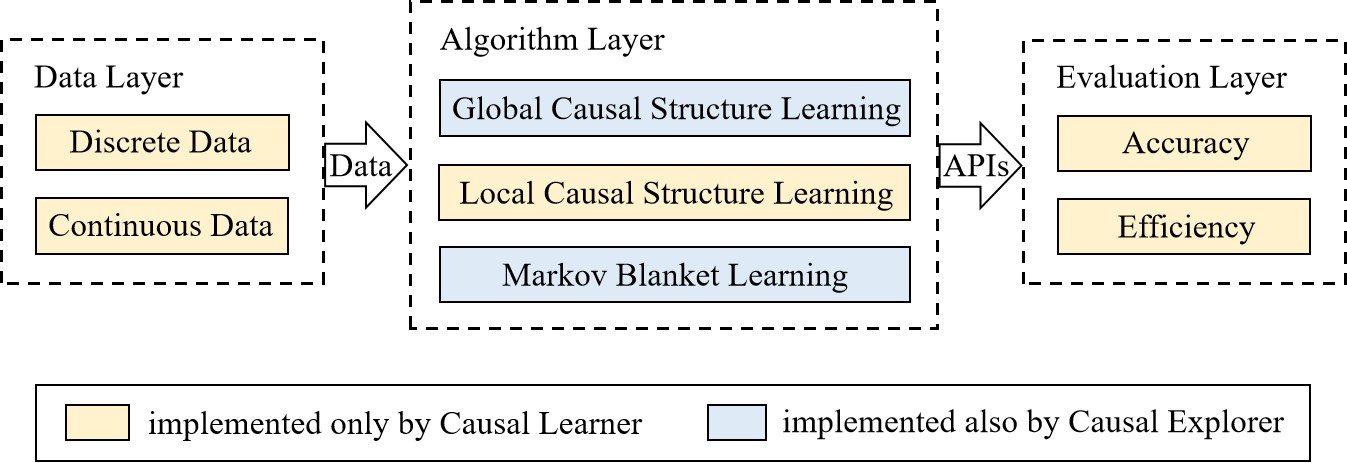 Data Layer
Discrete Data
Continuous Data
Data
Algorithm Layer
Global Causal Structure Learning
Local Causal Structure Learning
Markov Blanket Learning
APIs
Evaluation Layer
Accuracy
Efficiency
implemented only by Causal Learner
implemented also by Causal Explorer